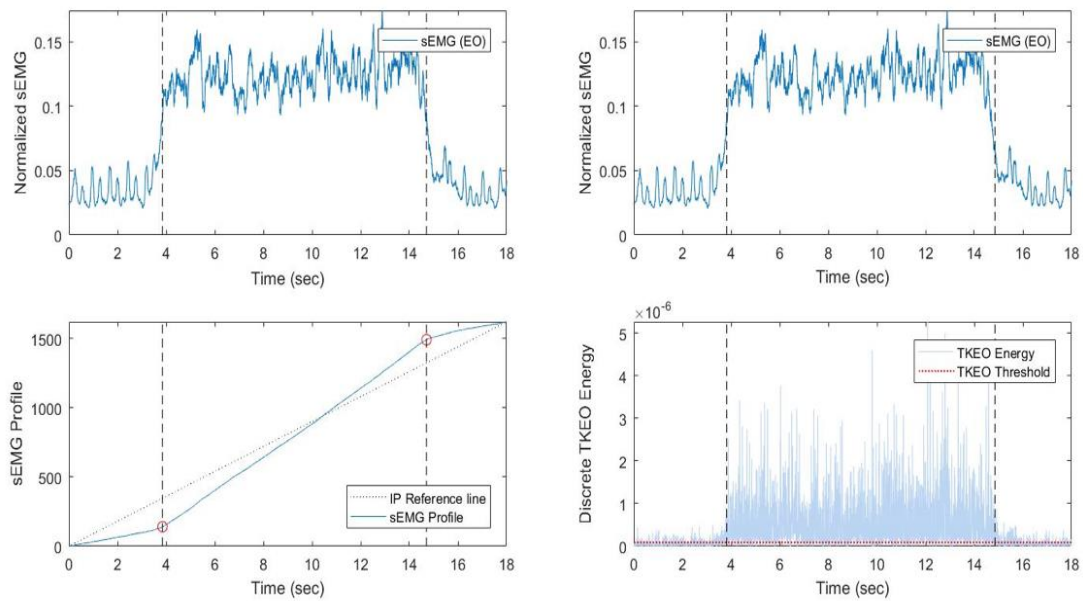 Normalized sEMG
0.15
0.1
0.05
0
sEMG (EO)
0 2 4 6 8 10 12 14 16 18
Time (sec)
Normalized sEMG
0.15
0.1
0.05
0
sEMG (EO)
0 2 4 6 8 10 12 14 16 18
Time (sec)
sEMG Profile
1500
1000
500
0
IP Reference line
sEMG Profile
0 2 4 6 8 10 12 14 16 18
Time (sec)
Discrete TKEO Energy
×10⁻⁶
5
4
3
2
1
0
TKEO Energy
TKEO Threshold
0 2 4 6 8 10 12 14 16 18
Time (sec)